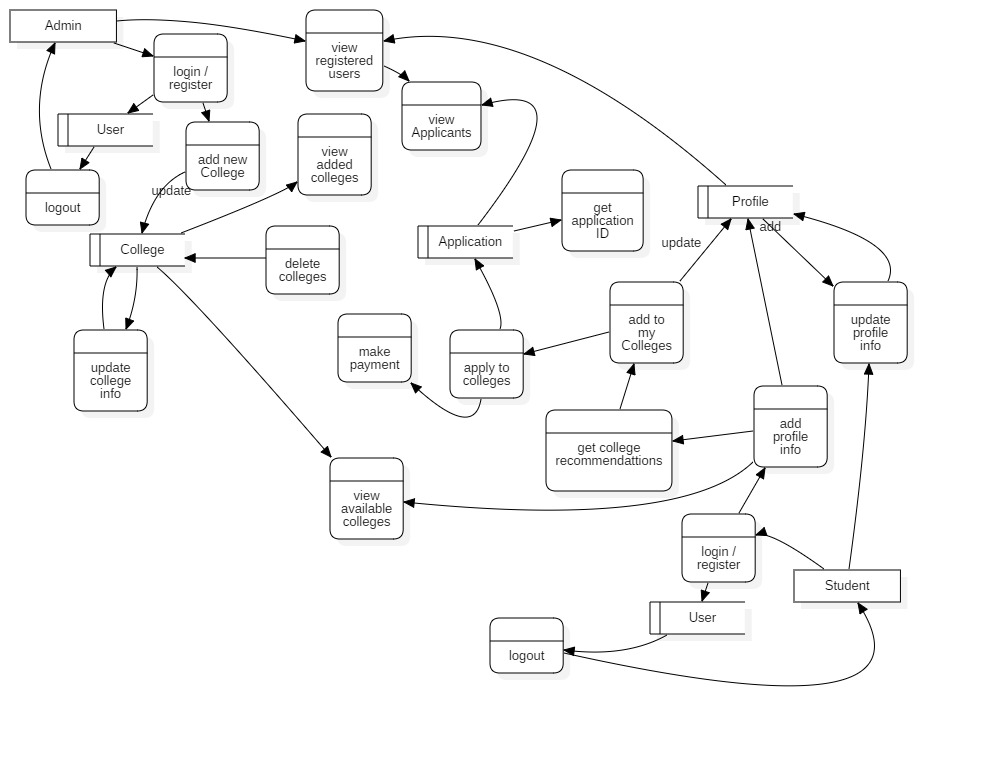 Admin
view
registered
users
login /
register
view
Applicants
User
add new
College
view
added
colleges
update
logout
get
application
ID
Profile
add
College
Application
update
delete
colleges
add to
my
Colleges
update
profile
info
make
payment
apply to
colleges
update
college
info
add
profile
info
get college
recommendattions
view
available
colleges
login /
register
Student
User
logout